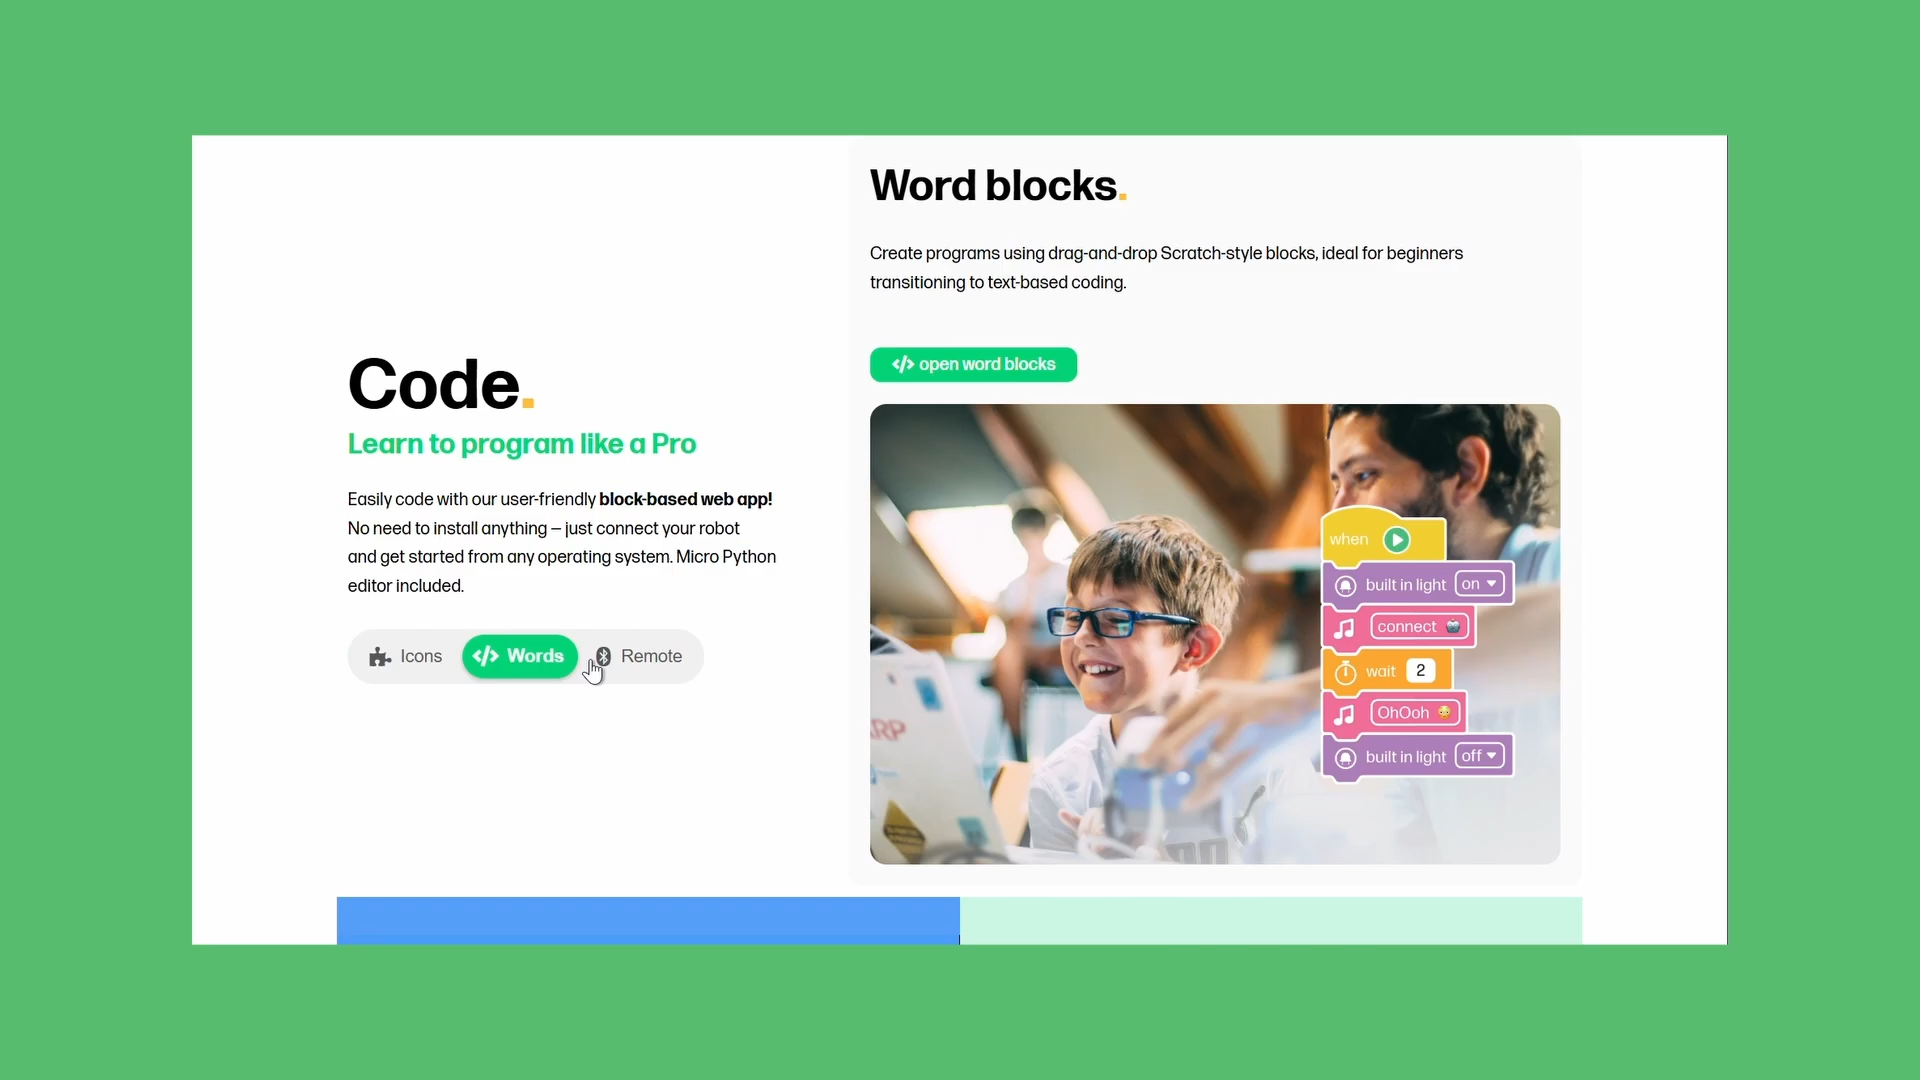 Code.
Learn to program like a Pro
Easily code with our user-friendly block-based web app!
No need to install anything – just connect your robot
and get started from any operating system. Micro Python
editor included.
Icons
Words
Remote
Word blocks.
Create programs using drag-and-drop Scratch-style blocks, ideal for beginners
transitioning to text-based coding.
open word blocks
when
built in light on
connect
wait 2
OhOoh
built in light off